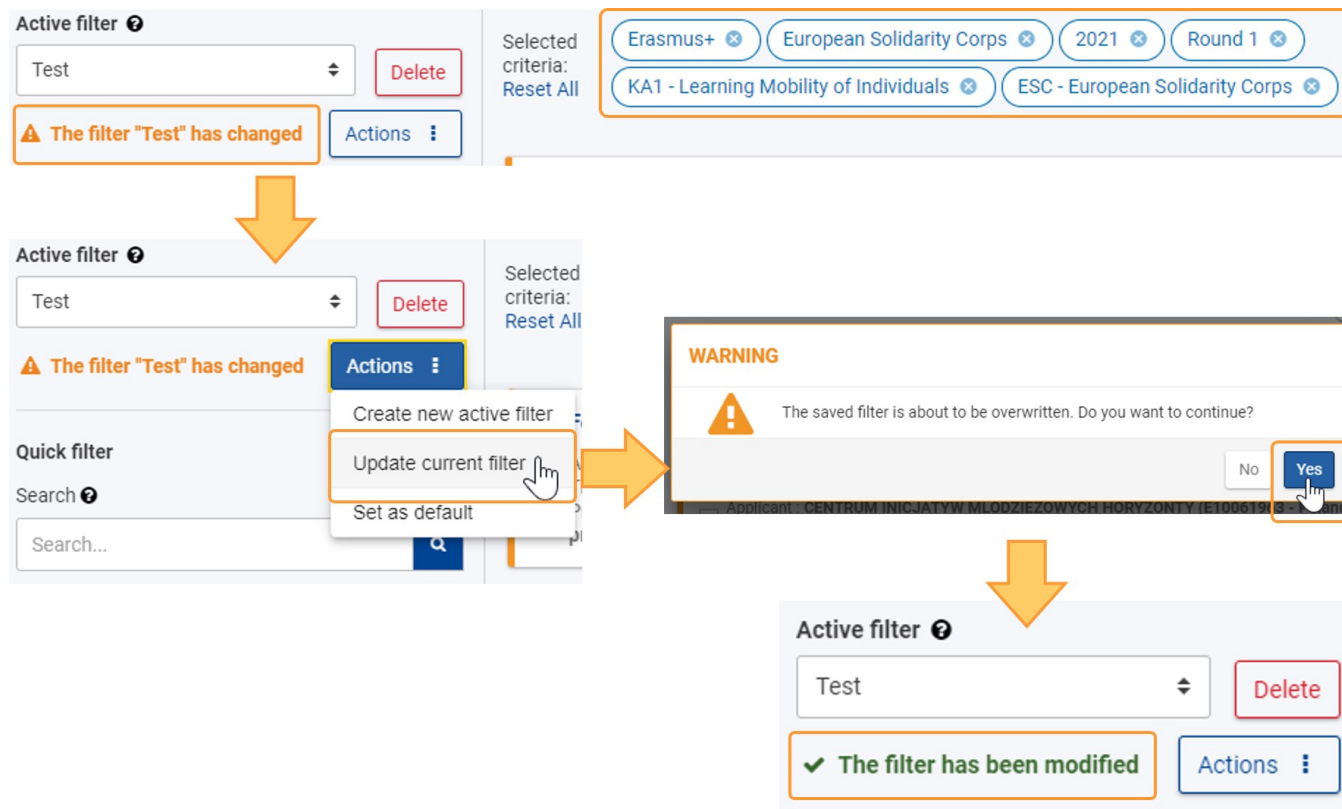 Active filter
Test
Delete
The filter "Test" has changed
Actions
Selected
criteria:
Reset All
Erasmus+
European Solidarity Corps
2021
Round 1
KA1 - Learning Mobility of Individuals
ESC - European Solidarity Corps
Active filter
Test
Delete
The filter "Test" has changed
Actions
Create new active filter
Update current filter
Set as default
Quick filter
Search
Search...
Selected
criteria:
Reset All
WARNING
The saved filter is about to be overwritten. Do you want to continue?
No
Yes
Applicant : CENTRUM INICJATYW MLODZIEZOWYCH HORYZONTY
Active filter
Test
Delete
The filter has been modified
Actions